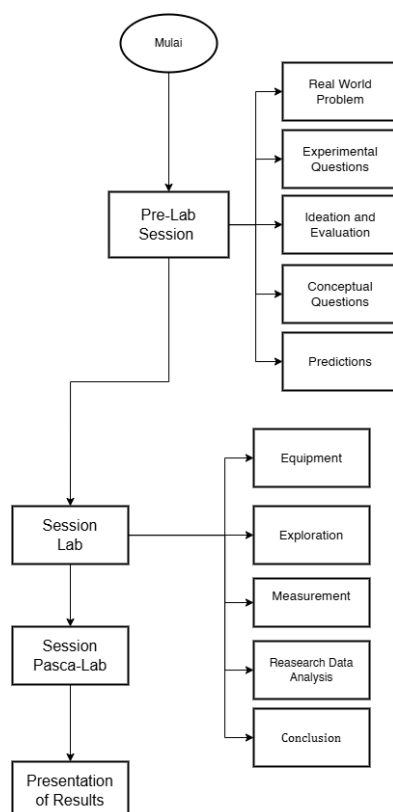 Mulai
Real World
Problem
Experimental
Questions
Pre-Lab
Session
Ideation and
Evaluation
Conceptual
Questions
Predictions
Equipment
Session
Lab
Exploration
Measurement
Session
Pasca-Lab
Reasearch Data
Analysis
Conclusion
Presentation
of Results